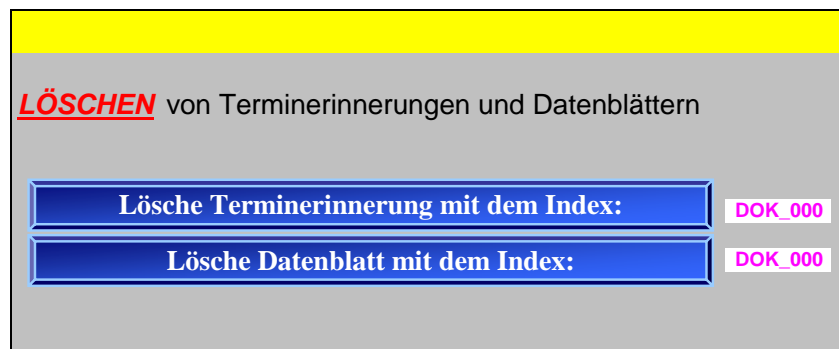 LÖSCHEN von Terminerinnerungen und Datenblättern
Lösche Terminerinnerung mit dem Index: DOK_000
Lösche Datenblatt mit dem Index: DOK_000